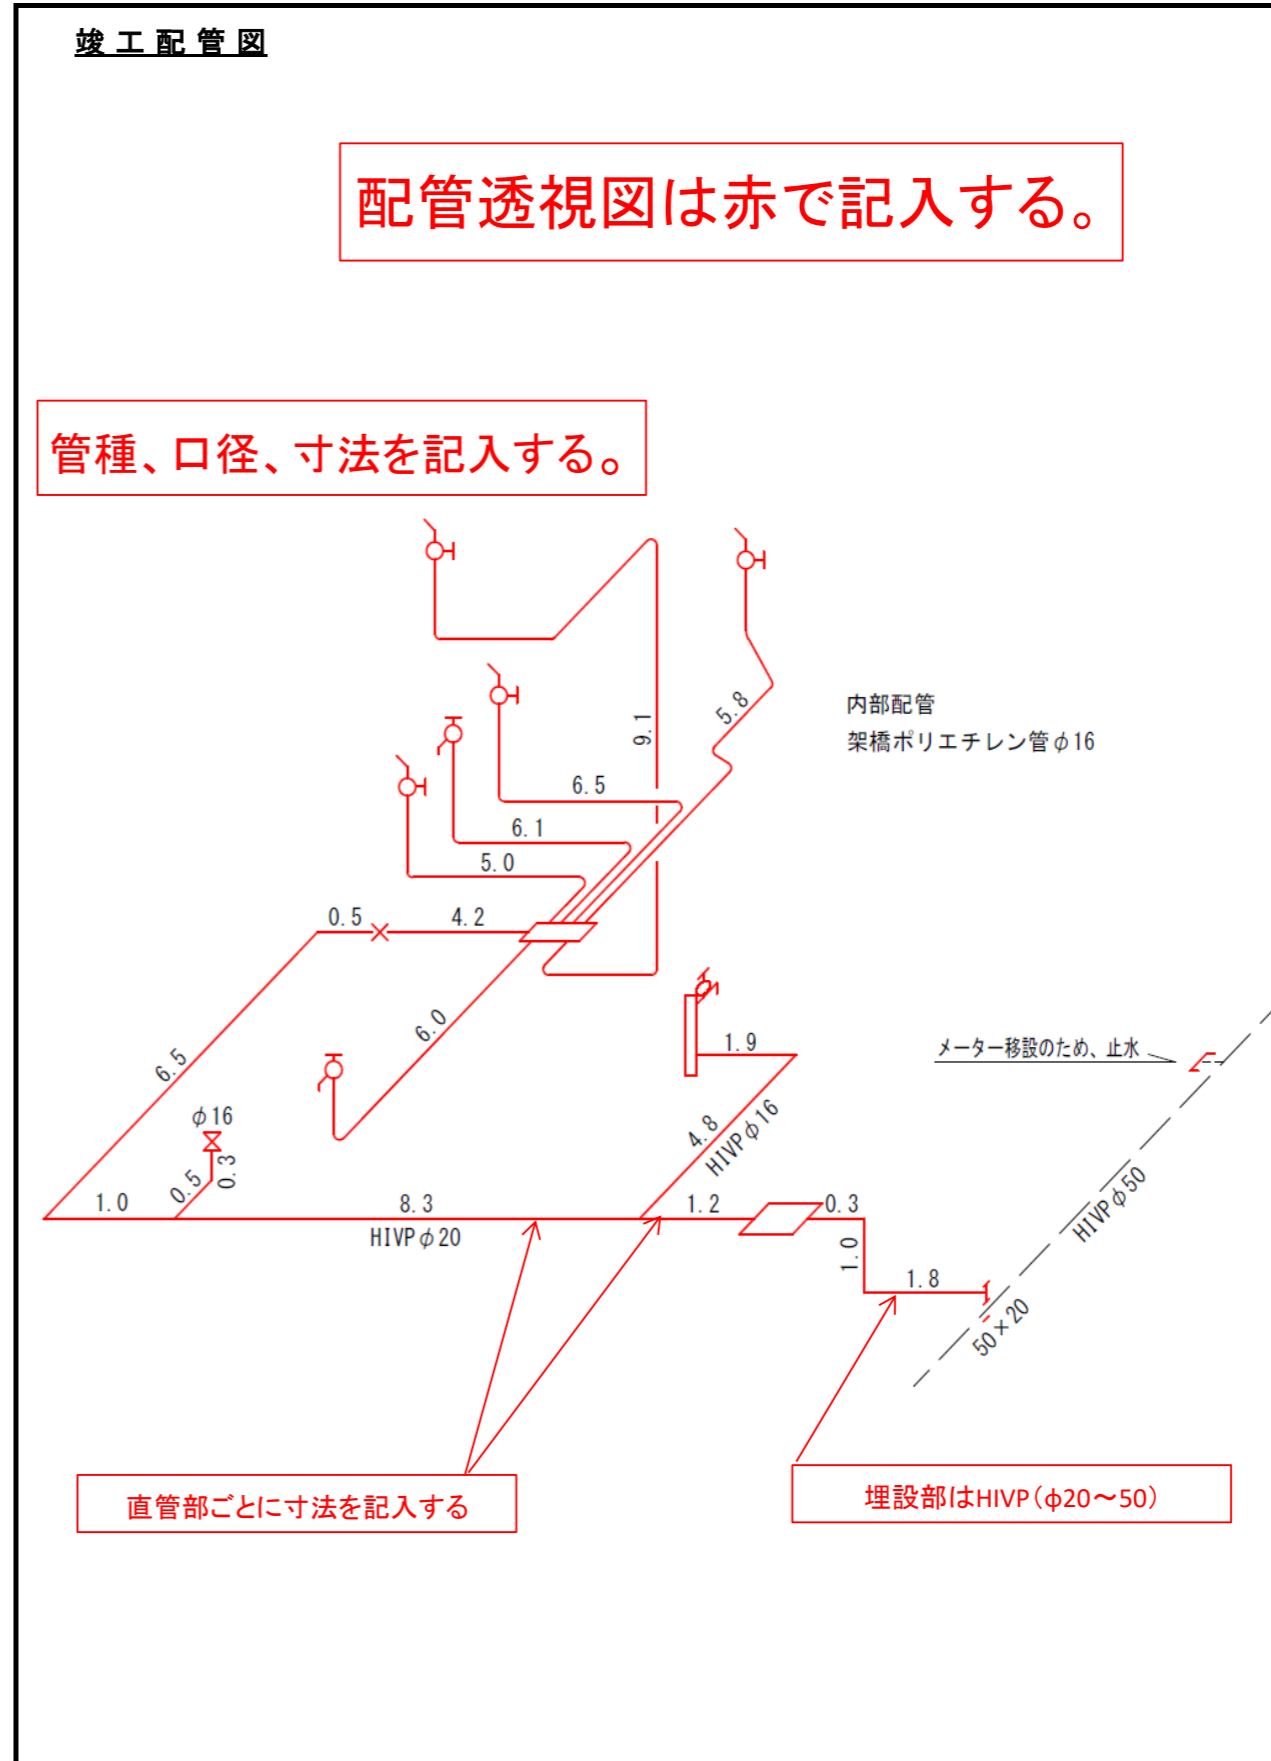 竣工配管図
配管透視図は赤で記入する。
管種、口径、寸法を記入する。
内部配管
架橋ポリエチレン管φ16
5.8
9.1
6.5
6.1
5.0
0.5
4.2
6.0
6.5
φ16
0.3
0.5
1.0
8.3
HIVPφ20
1.9
4.8
HIVPφ16
1.2
0.3
1.0
1.8
メーター移設のため、止水
HIVPφ50
50×20
直管部ごとに寸法を記入する
埋設部はHIVP(φ20～50)